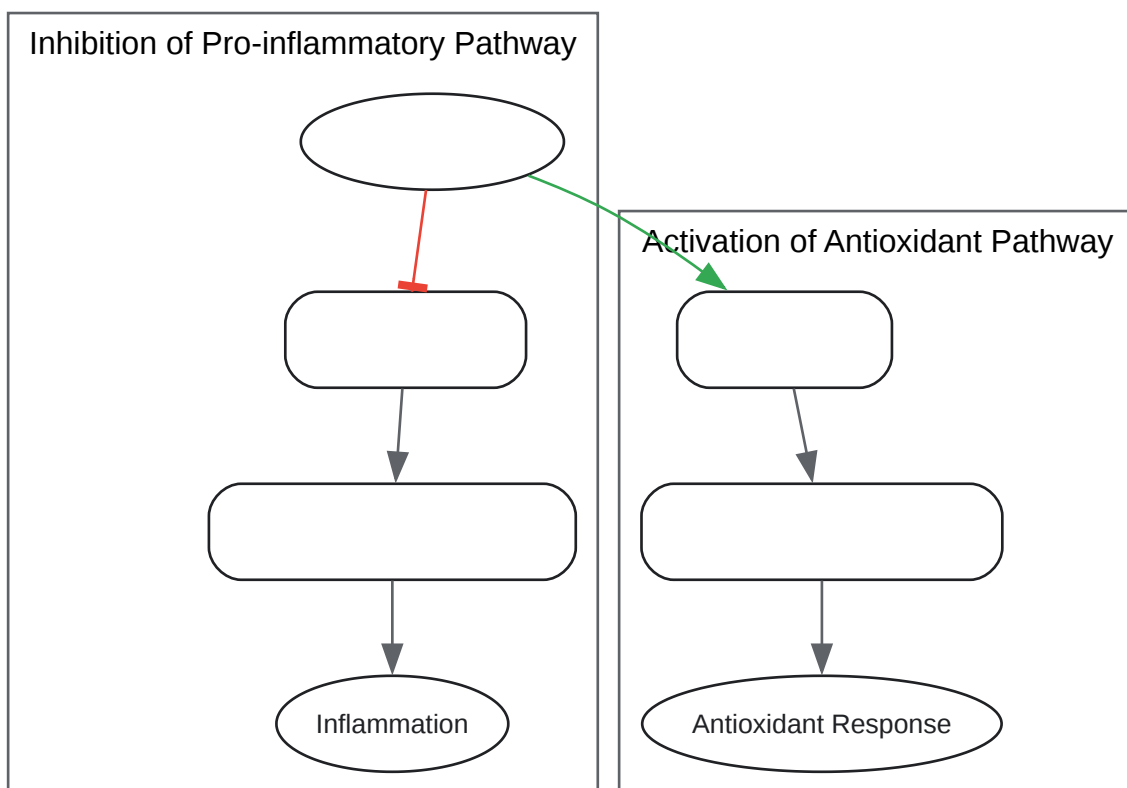 Inhibition of Pro-inflammatory Pathway
Activation of Antioxidant Pathway
Inflammation
Antioxidant Response